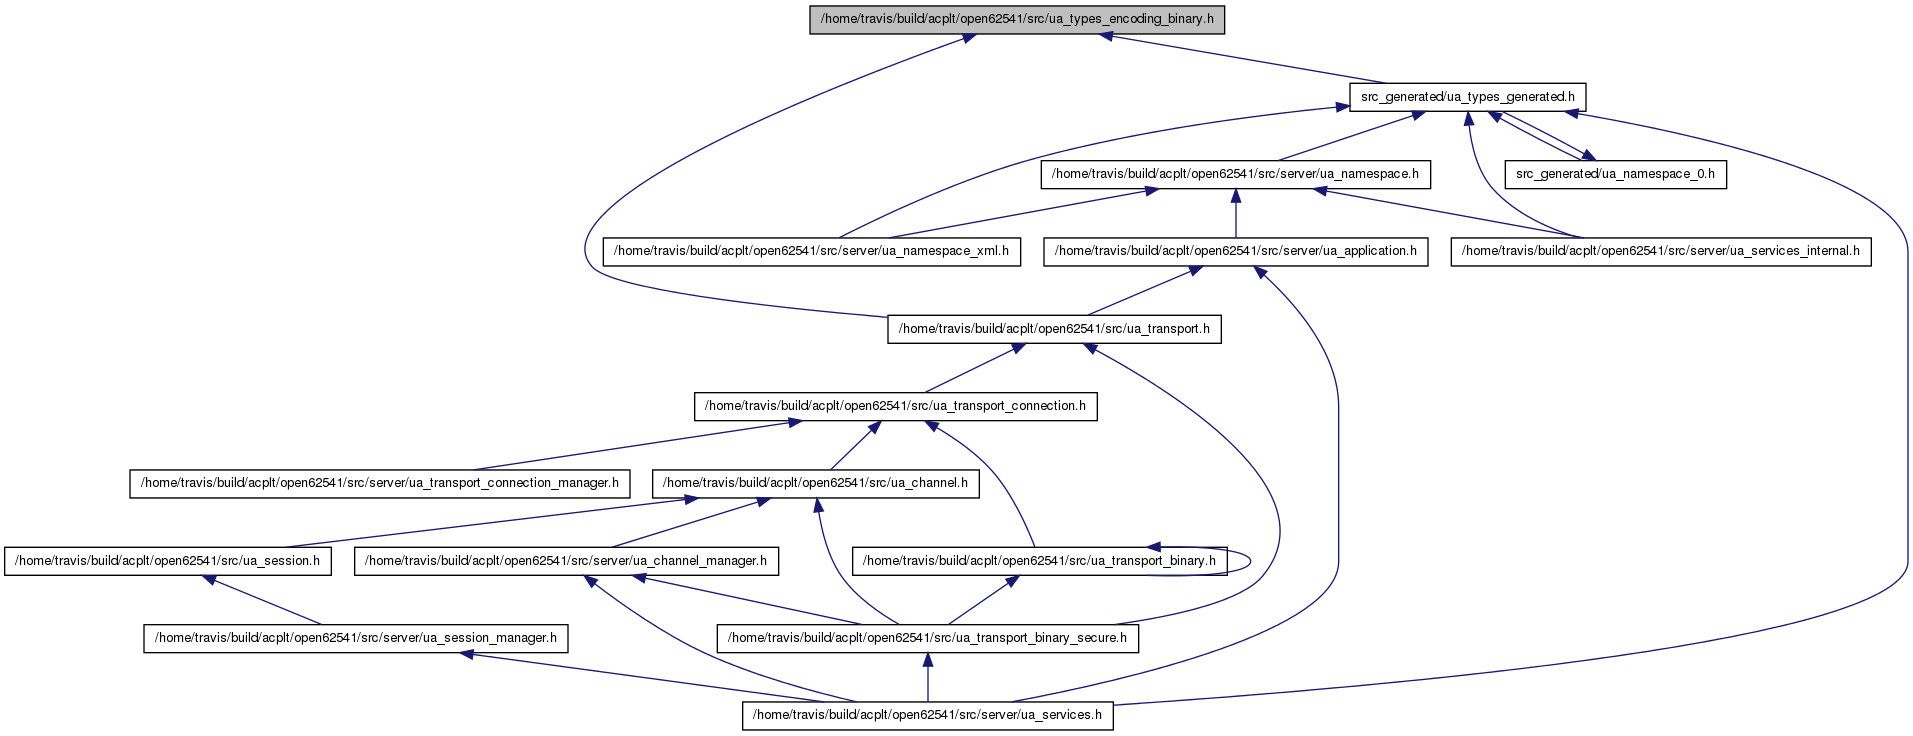 /home/travis/build/acplt/open62541/src/ua_types_encoding_binary.h
src_generated/ua_types_generated.h
/home/travis/build/acplt/open62541/src/server/ua_namespace.h
src_generated/ua_namespace_0.h
/home/travis/build/acplt/open62541/src/server/ua_namespace_xml.h
/home/travis/build/acplt/open62541/src/server/ua_application.h
/home/travis/build/acplt/open62541/src/server/ua_services_internal.h
/home/travis/build/acplt/open62541/src/ua_transport.h
/home/travis/build/acplt/open62541/src/ua_transport_connection.h
/home/travis/build/acplt/open62541/src/server/ua_transport_connection_manager.h
/home/travis/build/acplt/open62541/src/ua_channel.h
/home/travis/build/acplt/open62541/src/ua_session.h
/home/travis/build/acplt/open62541/src/server/ua_channel_manager.h
/home/travis/build/acplt/open62541/src/ua_transport_binary.h
/home/travis/build/acplt/open62541/src/server/ua_session_manager.h
/home/travis/build/acplt/open62541/src/ua_transport_binary_secure.h
/home/travis/build/acplt/open62541/src/server/ua_services.h